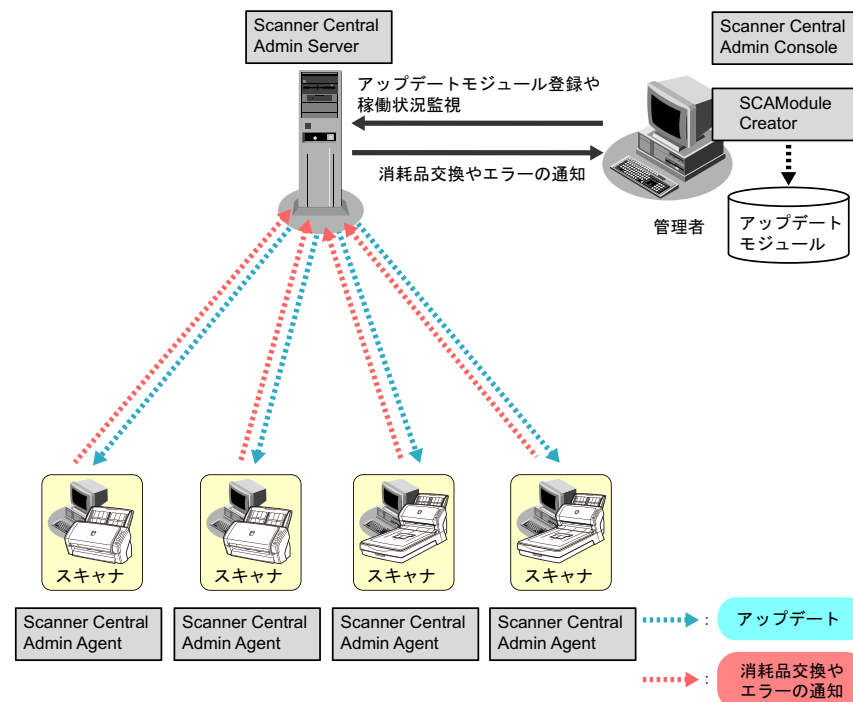 Scanner Central
Admin Server
Scanner Central
Admin Console
アップデートモジュール登録や
稼働状況監視
SCAModule
Creator
消耗品交換やエラーの通知
管理者
アップデート
モジュール
スキャナ
スキャナ
スキャナ
スキャナ
Scanner Central
Admin Agent
Scanner Central
Admin Agent
Scanner Central
Admin Agent
Scanner Central
Admin Agent
:
アップデート
:
消耗品交換や
エラーの通知